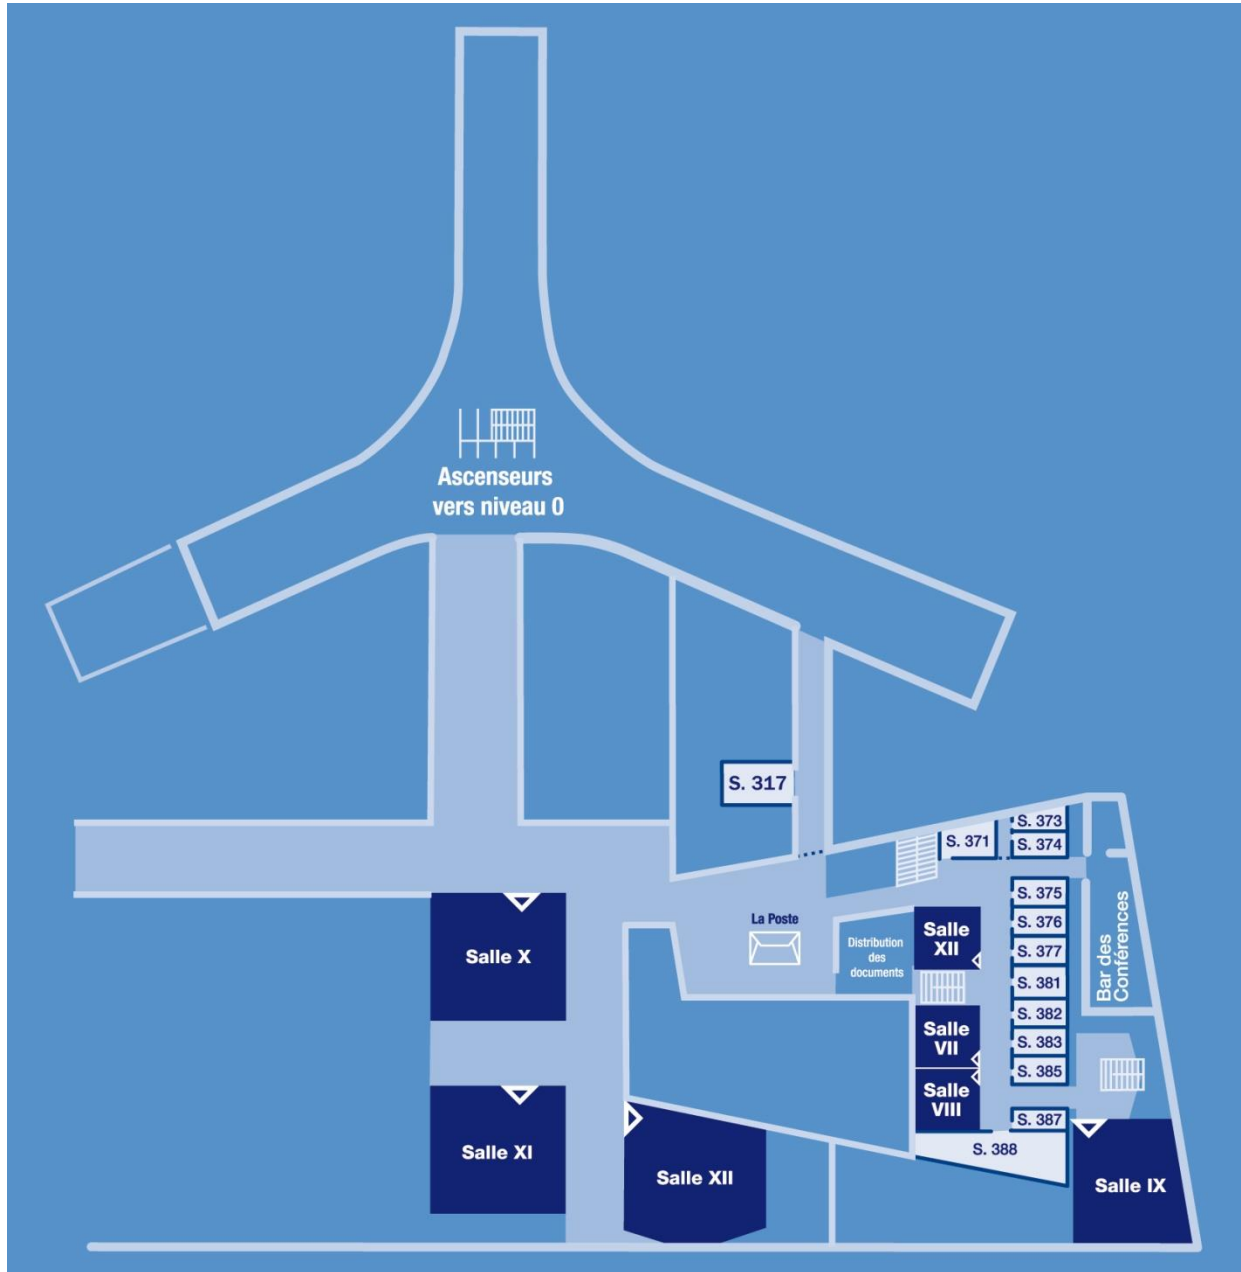 Ascenseurs
vers niveau 0
S. 317
S. 373
S. 371
S. 374
La Poste
S. 375
Salle
XII
S. 376
Distribution
des
documents
S. 377
Bar des
Conférences
Salle X
S. 381
S. 382
Salle
VII
S. 383
S. 385
Salle
VIII
S. 387
Salle XI
S. 388
Salle XII
Salle IX